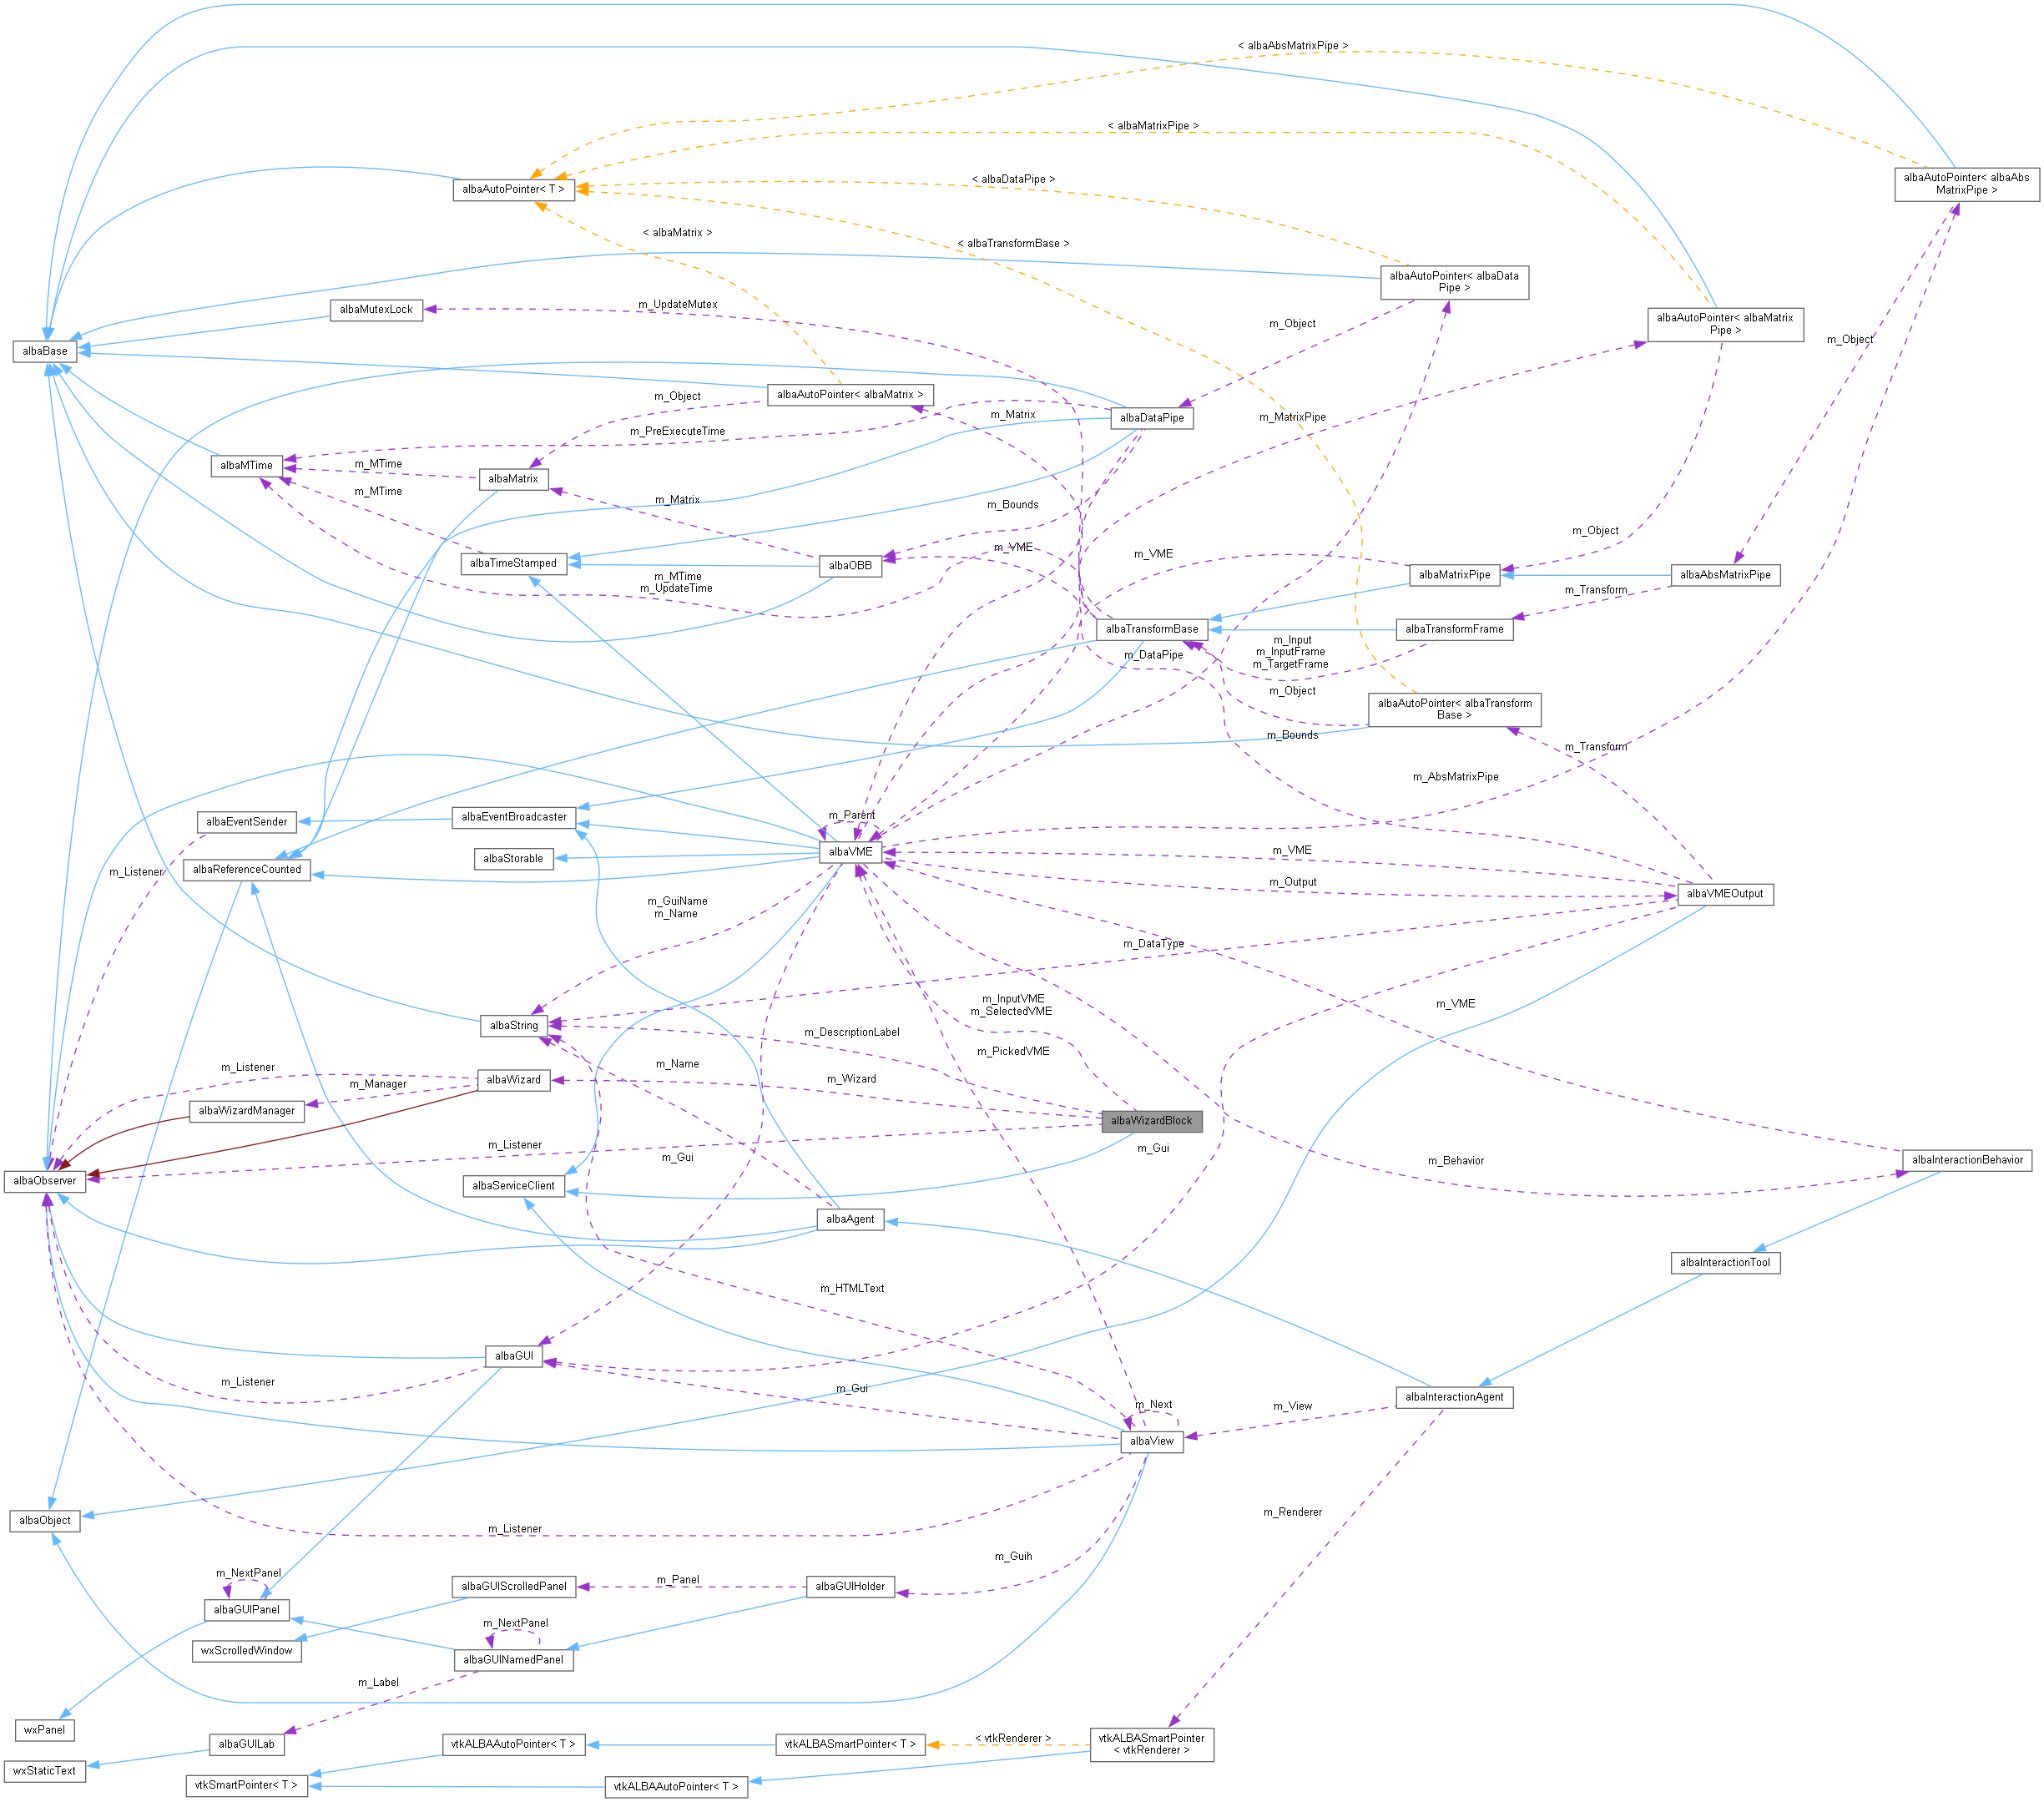 < albaAbsMatrixPipe >
< albaMatrixPipe >
albaAutoPointer< albaAbs
MatrixPipe >
albaAutoPointer< T >
< albaDataPipe >
< albaMatrix >
< albaTransformBase >
albaAutoPointer< albaData
Pipe >
albaMutexLock
m_UpdateMutex
albaAutoPointer< albaMatrix
Pipe >
m_Object
m_Object
albaBase
albaAutoPointer< albaMatrix >
m_Object
m_Matrix
albaDataPipe
m_MatrixPipe
m_PreExecuteTime
albaMTime
m_MTime
albaMatrix
m_MTime
m_Matrix
m_Bounds
m_Object
albaTimeStamped
m_VME
m_VME
albaOBB
albaMatrixPipe
albaAbsMatrixPipe
m_MTime
m_UpdateTime
m_Transform
albaTransformBase
albaTransformFrame
m_Input
m_InputFrame
m_TargetFrame
m_DataPipe
m_Object
albaAutoPointer< albaTransform
Base >
m_Bounds
m_Transform
m_AbsMatrixPipe
albaEventSender
albaEventBroadcaster
m_Parent
albaVME
albaStorable
m_VME
albaReferenceCounted
m_Listener
m_Output
albaVMEOutput
m_GuiName
m_Name
m_DataType
m_InputVME
m_SelectedVME
m_VME
albaString
m_DescriptionLabel
m_PickedVME
m_Listener
m_Name
albaWizard
m_Wizard
m_Manager
albaWizardManager
albaWizardBlock
m_Listener
m_Gui
m_Gui
m_Behavior
albaInteractionBehavior
albaObserver
albaServiceClient
albaAgent
albaInteractionTool
m_HTMLText
albaGUI
m_Listener
m_Gui
m_Next
m_View
albaInteractionAgent
albaView
albaObject
m_Listener
m_Renderer
m_Guih
m_NextPanel
albaGUIScrolledPanel
m_Panel
albaGUIHolder
albaGUIPanel
m_NextPanel
wxScrolledWindow
albaGUINamedPanel
m_Label
wxPanel
albaGUILab
vtkALBAAutoPointer< T >
vtkALBASmartPointer< T >
< vtkRenderer >
vtkALBASmartPointer
< vtkRenderer >
wxStaticText
vtkSmartPointer< T >
vtkALBAAutoPointer< T >